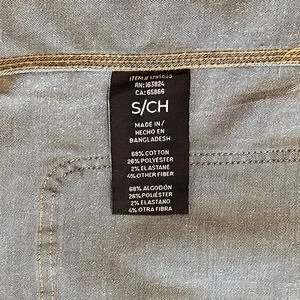 RN: 163824
CA: 65866
S/CH
MADE IN /
HECHO EN
BANGLADESH
68% COTTON
26% POLYESTER
2% ELASTANE
4% OTHER FIBER
68% ALGODÓN
26% POLIÉSTER
2% ELASTANO
4% OTRA FIBRA